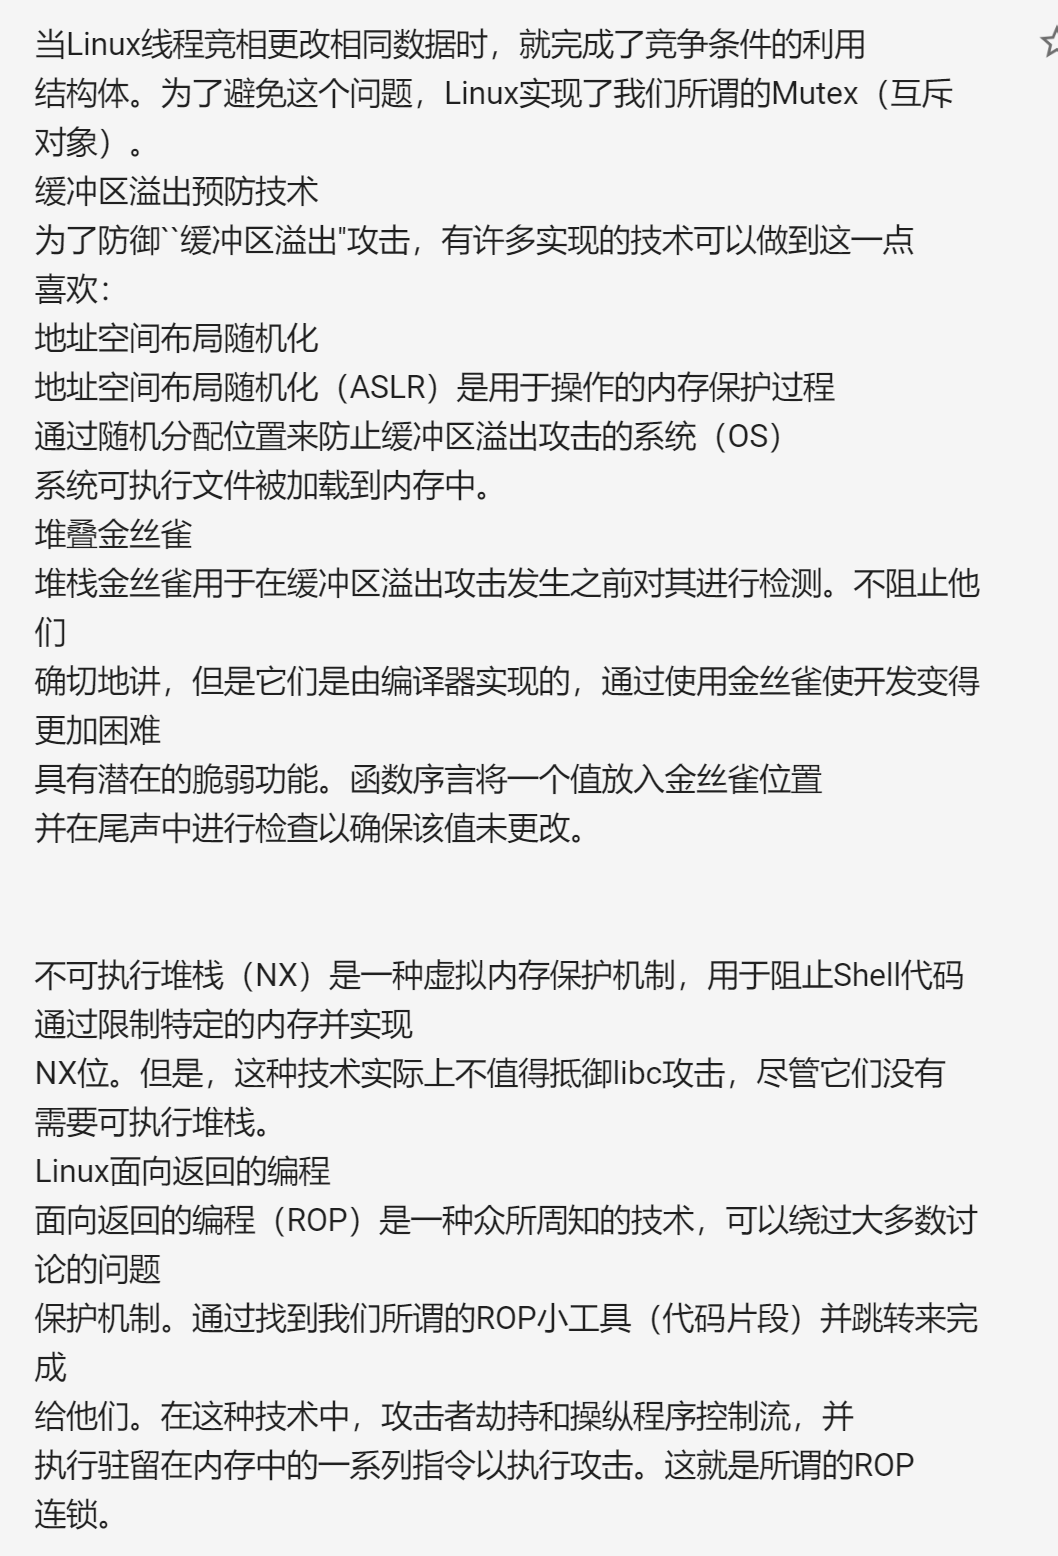 当Linux线程竞相更改相同数据时，就完成了竞争条件的利用
结构体。为了避免这个问题，Linux实现了我们所谓的Mutex（互斥
对象）。
缓冲区溢出预防技术
为了防御``缓冲区溢出"攻击，有许多实现的技术可以做到这一点
喜欢：
地址空间布局随机化
地址空间布局随机化（ASLR）是用于操作的内存保护过程
通过随机分配位置来防止缓冲区溢出攻击的系统（OS）
系统可执行文件被加载到内存中。
堆叠金丝雀
堆栈金丝雀用于在缓冲区溢出攻击发生之前对其进行检测。不阻止他
们
确切地讲，但是它们是由编译器实现的，通过使用金丝雀使开发变得
更加困难
具有潜在的脆弱功能。函数序言将一个值放入金丝雀位置
并在尾声中进行检查以确保该值未更改。
不可执行堆栈（NX）是一种虚拟内存保护机制，用于阻止Shell代码
通过限制特定的内存并实现
NX位。但是，这种技术实际上不值得抵御libc攻击，尽管它们没有
需要可执行堆栈。
Linux面向返回的编程
面向返回的编程（ROP）是一种众所周知的技术，可以绕过大多数讨
论的问题
保护机制。通过找到我们所谓的ROP小工具（代码片段）并跳转来完
成
给他们。在这种技术中，攻击者劫持和操纵程序控制流，并
执行驻留在内存中的一系列指令以执行攻击。这就是所谓的ROP
连锁。